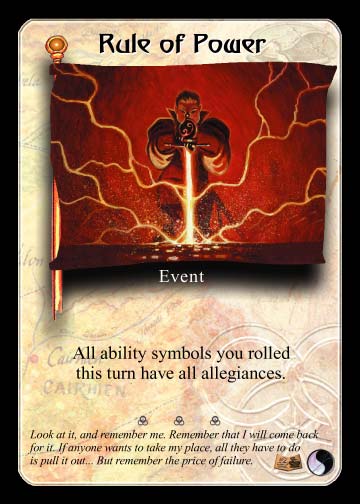 Rule of Power
Event
All ability symbols you rolled
this turn have all allegiances.
Cairhien
CAIRHIEN
Look at it, and remember me. Remember that I will come back
for it. If anyone wants to take my place, all they have to do
is pull it out... But remember the price of failure.